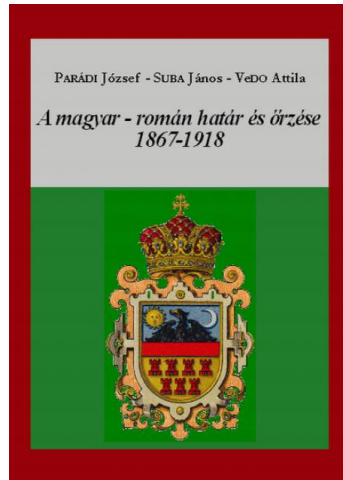 PARÁDI József - SUBA János - VEDO Attila
A magyar - román határ és őrzése
1867-1918